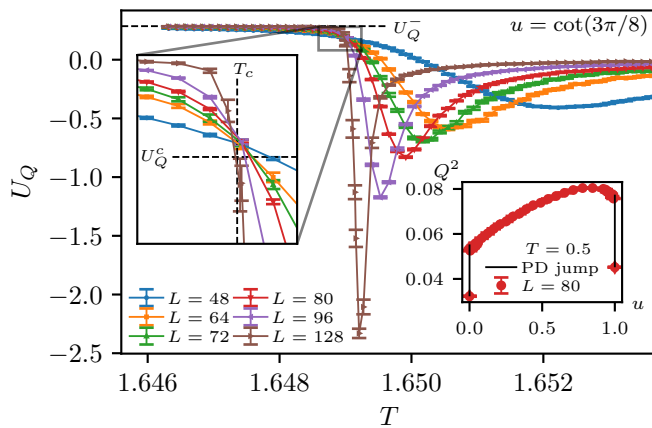 U_Q^-
u = cot(3π/8)
0.0
−0.5
−1.0
−1.5
−2.0
−2.5
U_Q
T_c
U_Q^c
Q^2
0.08
0.06
0.04
T = 0.5
PD jump
L = 80
0.0 0.5 1.0
u
L = 48 L = 80
L = 64 L = 96
L = 72 L = 128
1.646 1.648 1.650 1.652
T